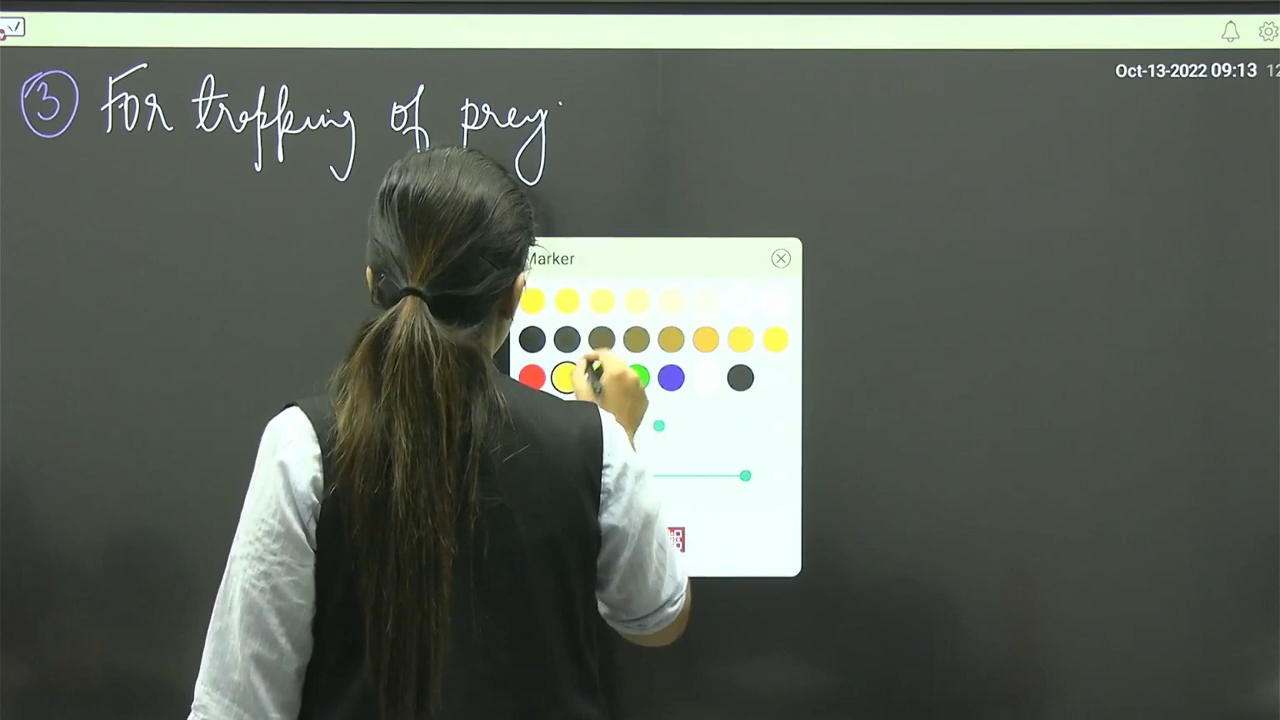 Oct-13-2022 09:13
③ For trapping of prey
Marker